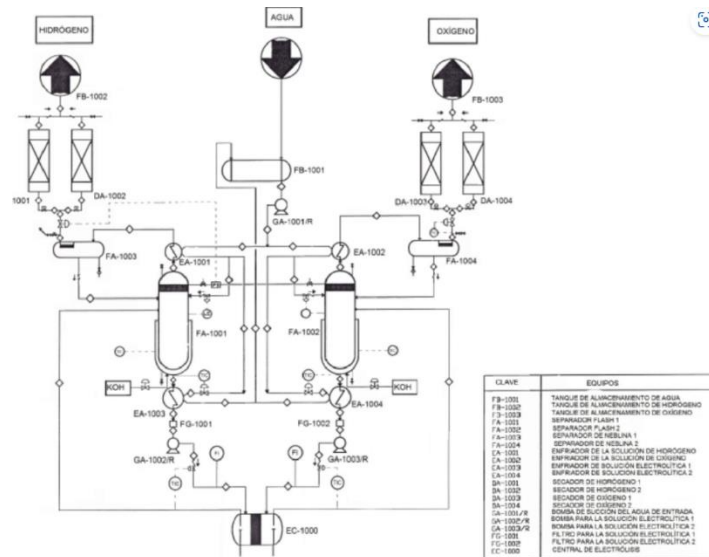 HIDRÓGENO
AGUA
OXÍGENO
FB-1002
FB-1003
FB-1001
1001
DA-1002
DA-1003
DA-1004
GA-1001/R
FA-1003
EA-1001
EA-1002
FA-1004
FA-1001
FA-1002
KOH
KOH
EA-1003
EA-1004
FG-1001
FG-1002
GA-1002/R
GA-1003/R
FI
FI
TIC
TIC
EC-1000
CLAVE EQUIPOS
FB-1001 TANQUE DE ALMACENAMIENTO DE AGUA
FB-1002 TANQUE DE ALMACENAMIENTO DE HIDRÓGENO
FB-1003 TANQUE DE ALMACENAMIENTO DE OXÍGENO
FA-1001 SEPARADOR FLASH 1
FA-1002 SEPARADOR FLASH 2
FA-1003 SEPARADOR DE NEBLINA 1
FA-1004 SEPARADOR DE NEBLINA 2
EA-1001 ENFRIADOR DE LA SOLUCIÓN DE HIDRÓGENO
EA-1002 ENFRIADOR DE LA SOLUCIÓN DE OXÍGENO
EA-1003 ENFRIADOR DE SOLUCIÓN ELECTROLÍTICA 1
EA-1004 ENFRIADOR DE SOLUCIÓN ELECTROLÍTICA 2
DA-1001 SECADOR DE HIDRÓGENO 1
DA-1002 SECADOR DE HIDRÓGENO 2
DA-1003 SECADOR DE OXÍGENO 1
DA-1004 SECADOR DE OXÍGENO 2
GA-1001/R BOMBA DE SUCCIÓN DEL AGUA DE ENTRADA
GA-1002/R BOMBA PARA LA SOLUCIÓN ELECTROLÍTICA 1
GA-1003/R BOMBA PARA LA SOLUCIÓN ELECTROLÍTICA 2
FG-1001 FILTRO PARA LA SOLUCIÓN ELECTROLÍTICA 1
FG-1002 FILTRO PARA LA SOLUCIÓN ELECTROLÍTICA 2
EC-1000 CENTRAL DE ELECTRÓLISIS